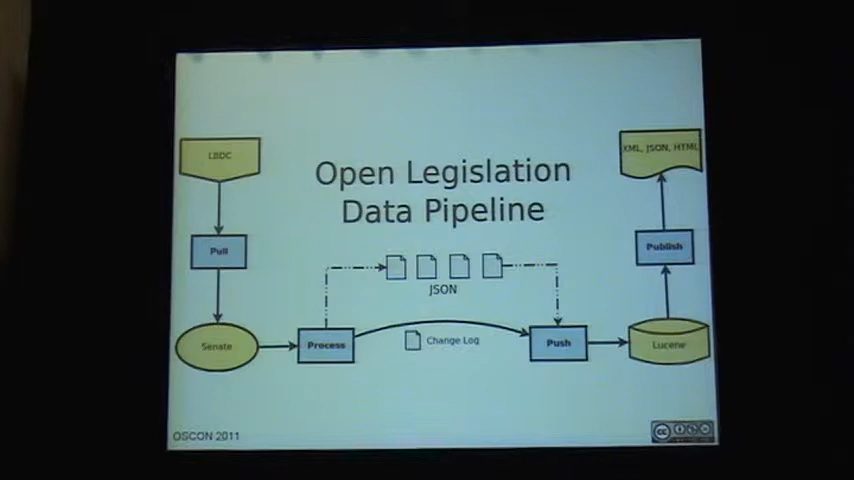 LBDC
XML, JSON, HTML
Open Legislation
Data Pipeline
Pull
Publish
JSON
Senate
Process
Change Log
Push
Lucene
OSCON 2011
cc